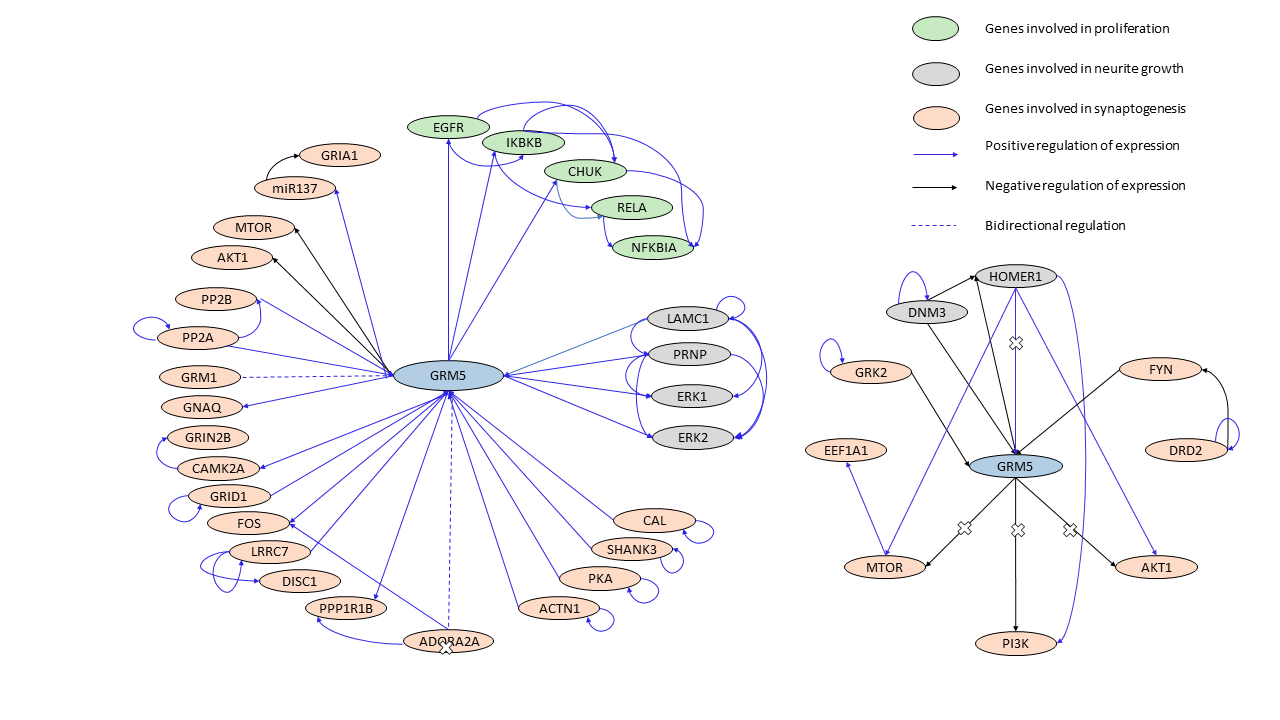 Genes involved in proliferation
Genes involved in neurite growth
Genes involved in synaptogenesis
Positive regulation of expression
Negative regulation of expression
Bidirectional regulation
EGFR
IKBKB
CHUK
RELA
NFKBIA
GRIA1
miR137
MTOR
AKT1
PP2B
PP2A
GRM1
GNAQ
GRIN2B
CAMK2A
GRID1
FOS
LRRC7
DISC1
PPP1R1B
ADORA2A
GRM5
LAMC1
PRNP
ERK1
ERK2
CAL
SHANK3
PKA
ACTN1
HOMER1
DNM3
GRK2
FYN
EEF1A1
DRD2
GRM5
MTOR
AKT1
PI3K